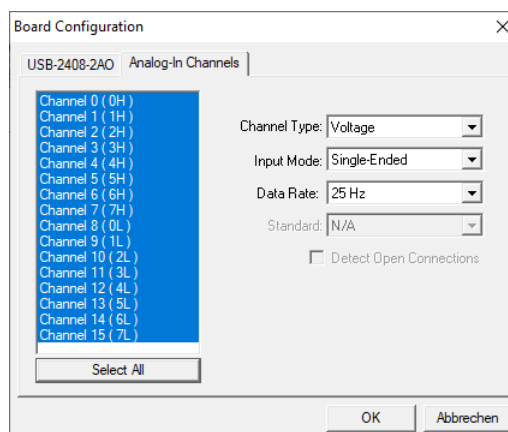 Board Configuration
USB-2408-2AO
Analog-In Channels
Channel 0 ( 0H )
Channel 1 ( 1H )
Channel 2 ( 2H )
Channel 3 ( 3H )
Channel 4 ( 4H )
Channel 5 ( 5H )
Channel 6 ( 6H )
Channel 7 ( 7H )
Channel 8 ( 0L )
Channel 9 ( 1L )
Channel 10 ( 2L )
Channel 11 ( 3L )
Channel 12 ( 4L )
Channel 13 ( 5L )
Channel 14 ( 6L )
Channel 15 ( 7L )
Select All
Channel Type: Voltage
Input Mode: Single-Ended
Data Rate: 25 Hz
Standard: N/A
Detect Open Connections
OK
Abbrechen